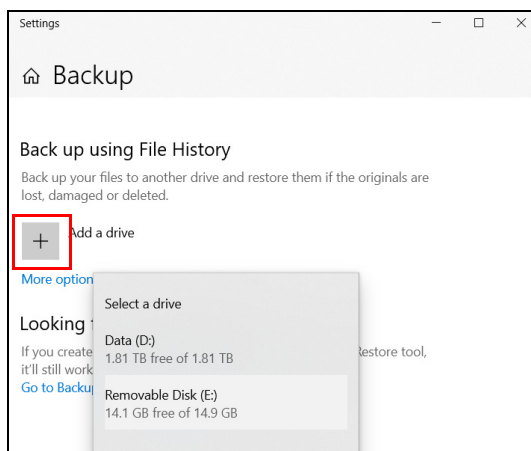 Settings
Backup
Back up using File History
Back up your files to another drive and restore them if the originals are
lost, damaged or deleted.
Add a drive
More option
Select a drive
Looking
Data (D:)
If you create
1.81 TB free of 1.81 TB
Restore tool,
it'll still work
Go to Backu
Removable Disk (E:)
14.1 GB free of 14.9 GB